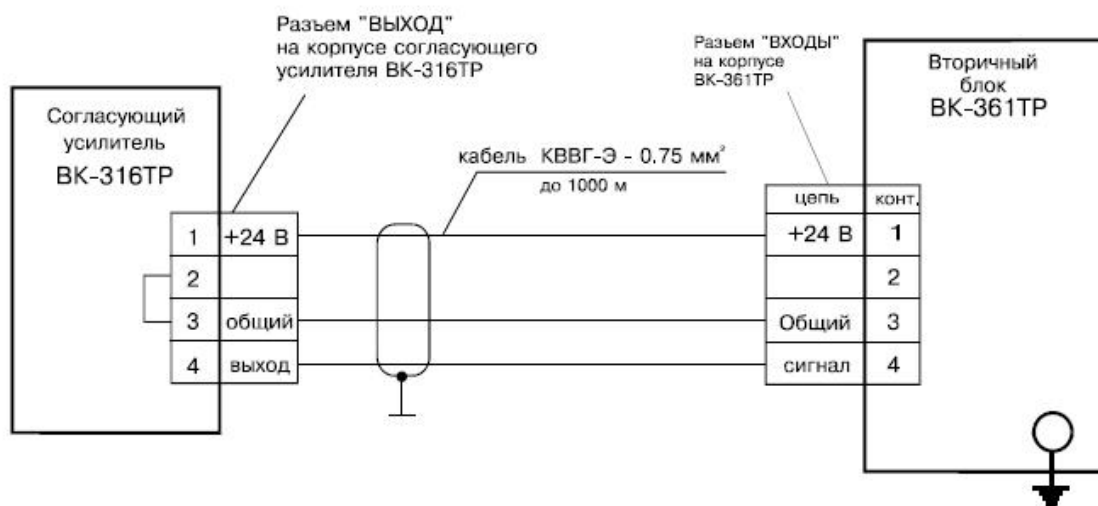 Разъем "ВЫХОД"
на корпусе согласующего
усилителя ВК-316ТР
Разъем "ВХОДЫ"
на корпусе
ВК-361ТР
Вторичный
блок
ВК-361ТР
Согласующий
усилитель
ВК-316ТР
кабель КВВГ-Э - 0.75 мм²
до 1000 м
цепь конт.
1 +24 В
2
3 общий
4 выход
+24 В 1
2
Общий 3
сигнал 4